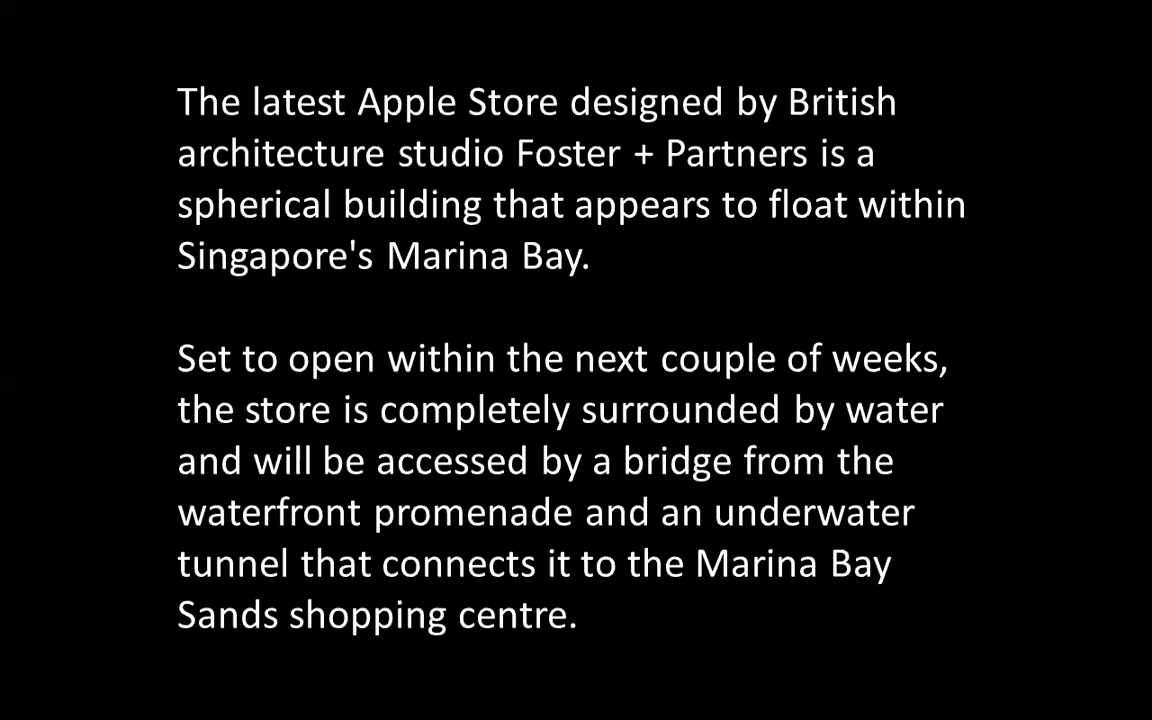 The latest Apple Store designed by British
architecture studio Foster + Partners is a
spherical building that appears to float within
Singapore's Marina Bay.
Set to open within the next couple of weeks,
the store is completely surrounded by water
and will be accessed by a bridge from the
waterfront promenade and an underwater
tunnel that connects it to the Marina Bay
Sands shopping centre.